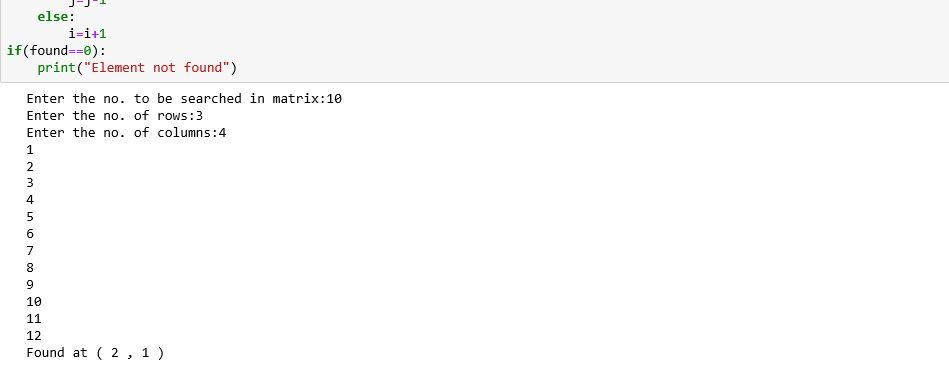 j=j-1
else:
i=i+1
if(found==0):
print("Element not found")
Enter the no. to be searched in matrix:10
Enter the no. of rows:3
Enter the no. of columns:4
1
2
3
4
5
6
7
8
9
10
11
12
Found at ( 2 , 1 )